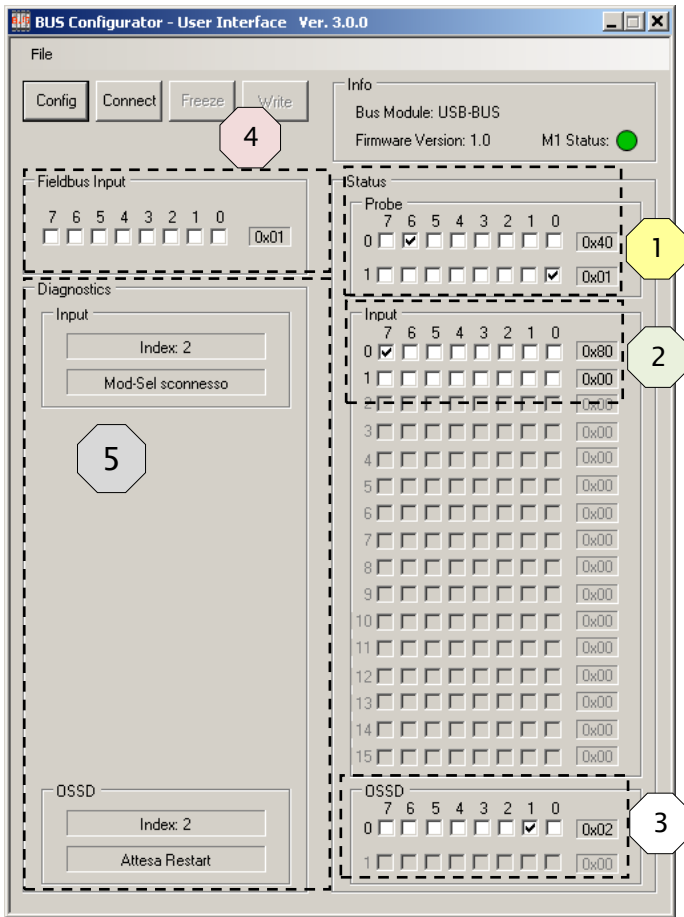 BUS Configurator - User Interface Ver. 3.0.0
File
Config Connect Freeze Write
Info
Bus Module: USB-BUS
Firmware Version: 1.0 M1 Status:
4
Fieldbus Input
7 6 5 4 3 2 1 0
0x01
Status
Probe
7 6 5 4 3 2 1 0
0 0x40
1 0x01
1
Diagnostics
Input
Index: 2
Mod-Sel sconnesso
5
Input
7 6 5 4 3 2 1 0
0 0x80
1 0x00
2 0x00
3 0x00
4 0x00
5 0x00
6 0x00
7 0x00
8 0x00
9 0x00
10 0x00
11 0x00
12 0x00
13 0x00
14 0x00
15 0x00
2
OSSD
Index: 2
Attesa Restart
OSSD
7 6 5 4 3 2 1 0
0 0x02
1 0x00
3